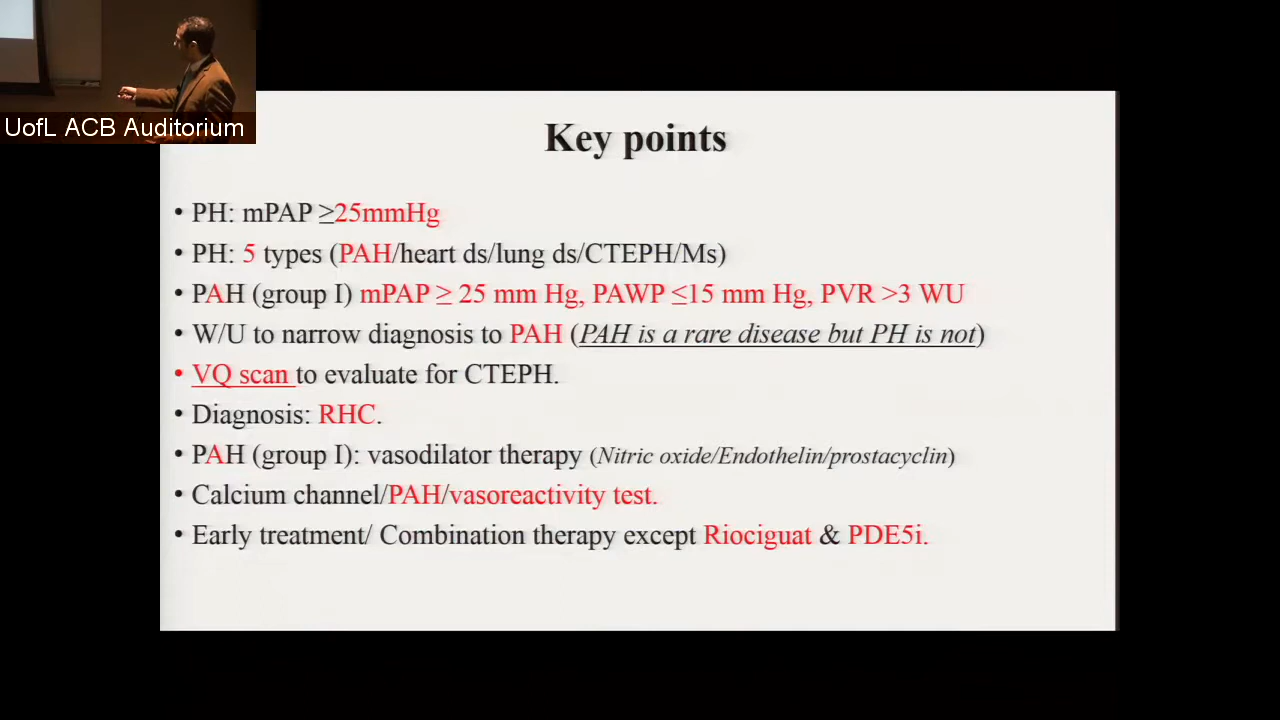 UofL ACB Auditorium
Key points
• PH: mPAP ≥25mmHg
• PH: 5 types (PAH/heart ds/lung ds/CTEPH/Ms)
• PAH (group I) mPAP ≥ 25 mm Hg, PAWP ≤15 mm Hg, PVR >3 WU
• W/U to narrow diagnosis to PAH (PAH is a rare disease but PH is not)
• VQ scan to evaluate for CTEPH.
• Diagnosis: RHC.
• PAH (group I): vasodilator therapy (Nitric oxide/Endothelin/prostacyclin)
• Calcium channel/PAH/vasoreactivity test.
• Early treatment/ Combination therapy except Riociguat & PDE5i.